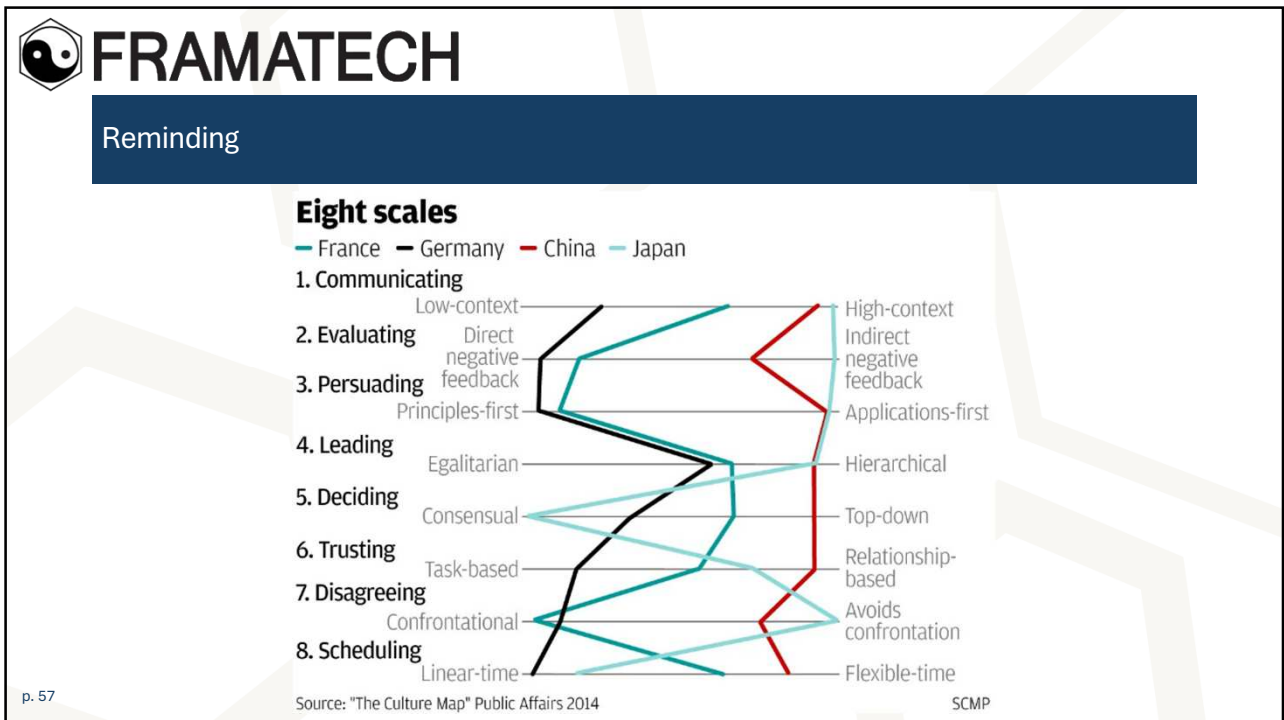 FRAMATECH
Reminding
Eight scales
France Germany China Japan
1. Communicating
Low-context High-context
2. Evaluating
Direct
negative
feedback
Indirect
negative
feedback
3. Persuading
Principles-first Applications-first
4. Leading
Egalitarian Hierarchical
5. Deciding
Consensual Top-down
6. Trusting
Task-based
Relationship-
based
7. Disagreeing
Confrontational
Avoids
confrontation
8. Scheduling
Linear-time Flexible-time
Source: "The Culture Map" Public Affairs 2014 SCMP
p. 57